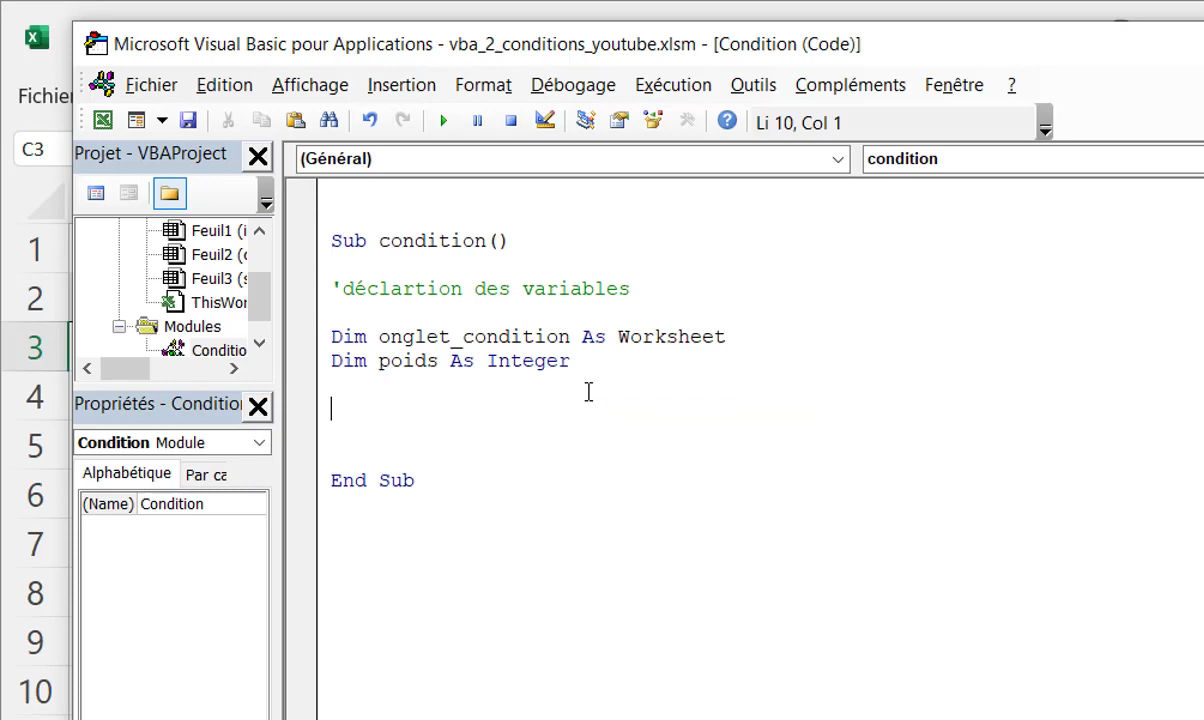 Microsoft Visual Basic pour Applications - vba_2_conditions_youtube.xlsm - [Condition (Code)]
Fichier
Fichier Edition Affichage Insertion Format Débogage Exécution Outils Compléments Fenêtre ?
Li 10, Col 1
C3
Projet - VBAProject
(Général)
condition
Feuil1 (i
Feuil2 (c
Feuil3 (s
ThisWor
Modules
Conditio
Propriétés - Condition
Condition Module
Alphabétique
Par ca
(Name) Condition
Sub condition()
'déclartion des variables
Dim onglet_condition As Worksheet
Dim poids As Integer
End Sub
1
2
3
4
5
6
7
8
9
10